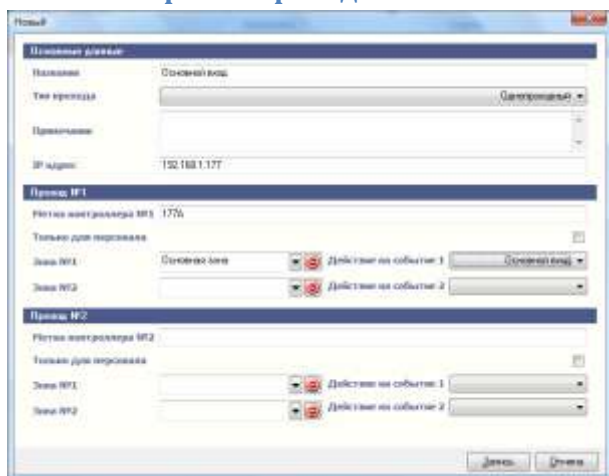 Новый
Основные данные
Название Основной вход
Тип прохода Однопроходный
Примечание
IP адрес 192.168.1.177
Проход №1
Метка контроллера №1 177A
Только для персонала
Зона №1 Основная зона Действие на событие 1 Основной вход
Зона №2 Действие на событие 2
Проход №2
Метка контроллера №2
Только для персонала
Зона №1 Действие на событие 1
Зона №2 Действие на событие 2
Запись Отмена